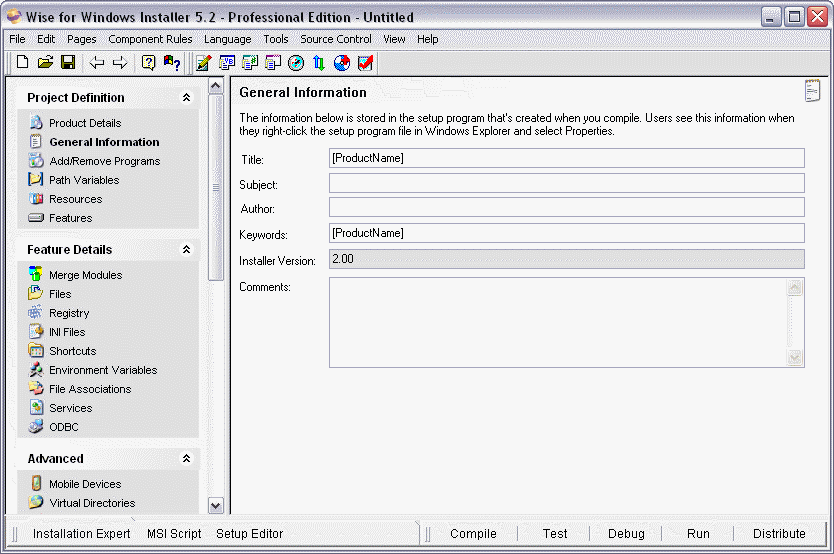 Wise for Windows Installer 5.2 - Professional Edition - Untitled
File Edit Pages Component Rules Language Tools Source Control View Help
Project Definition
Product Details
General Information
Add/Remove Programs
Path Variables
Resources
Features
Feature Details
Merge Modules
Files
Registry
INI Files
Shortcuts
Environment Variables
File Associations
Services
ODBC
Advanced
Mobile Devices
Virtual Directories
General Information
The information below is stored in the setup program that's created when you compile. Users see this information when
they right-click the setup program file in Windows Explorer and select Properties.
Title: [ProductName]
Subject:
Author:
Keywords: [ProductName]
Installer Version: 2.00
Comments:
Installation Expert MSI Script Setup Editor Compile Test Debug Run Distribute